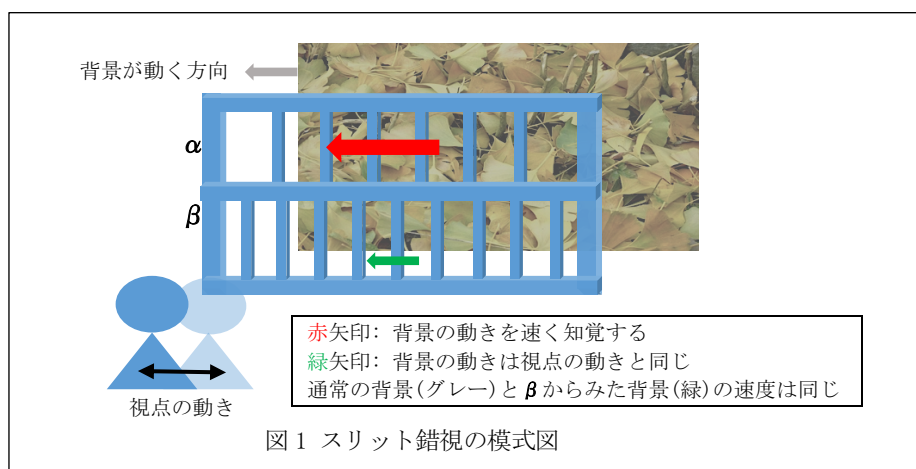 背景が動く方向
α
β
視点の動き
赤矢印: 背景の動きを速く知覚する
緑矢印: 背景の動きは視点の動きと同じ
通常の背景(グレー)とβからみた背景(緑)の速度は同じ
図1 スリット錯視の模式図